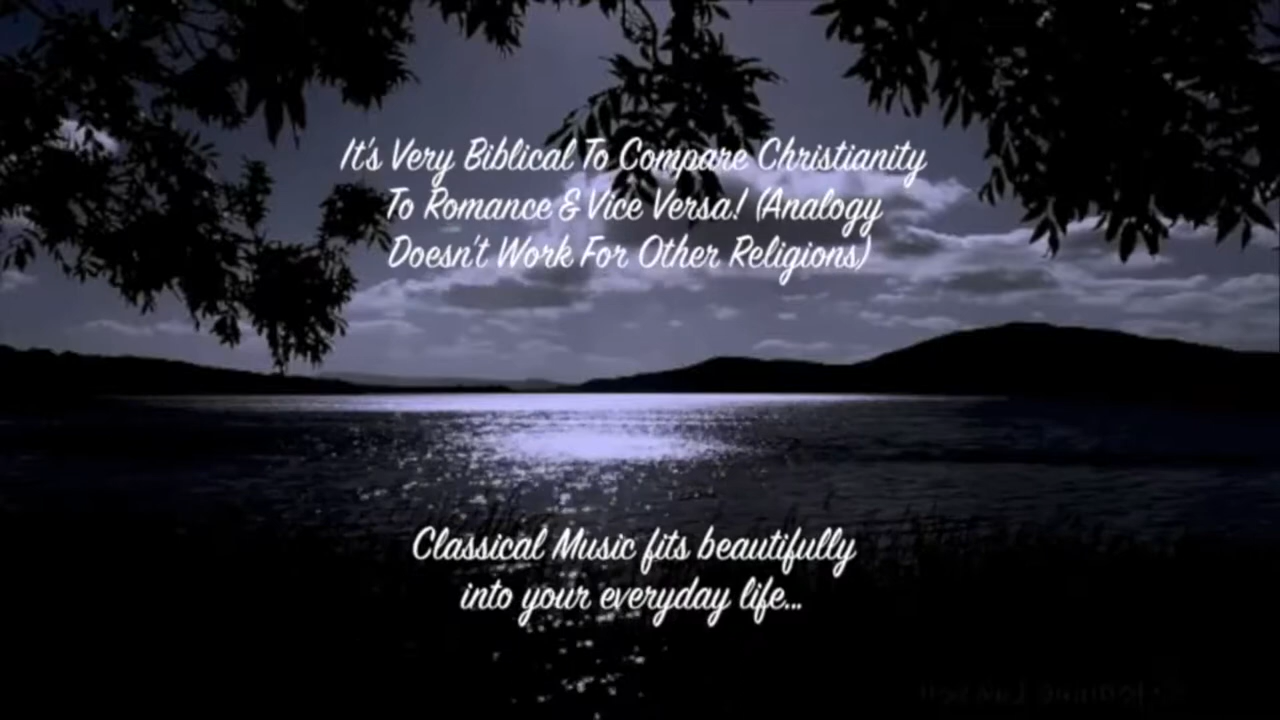 It's Very Biblical To Compare Christianity
To Romance & Vice Versa! (Analogy
Doesn't Work For Other Religions)
Classical Music fits beautifully
into your everyday life...